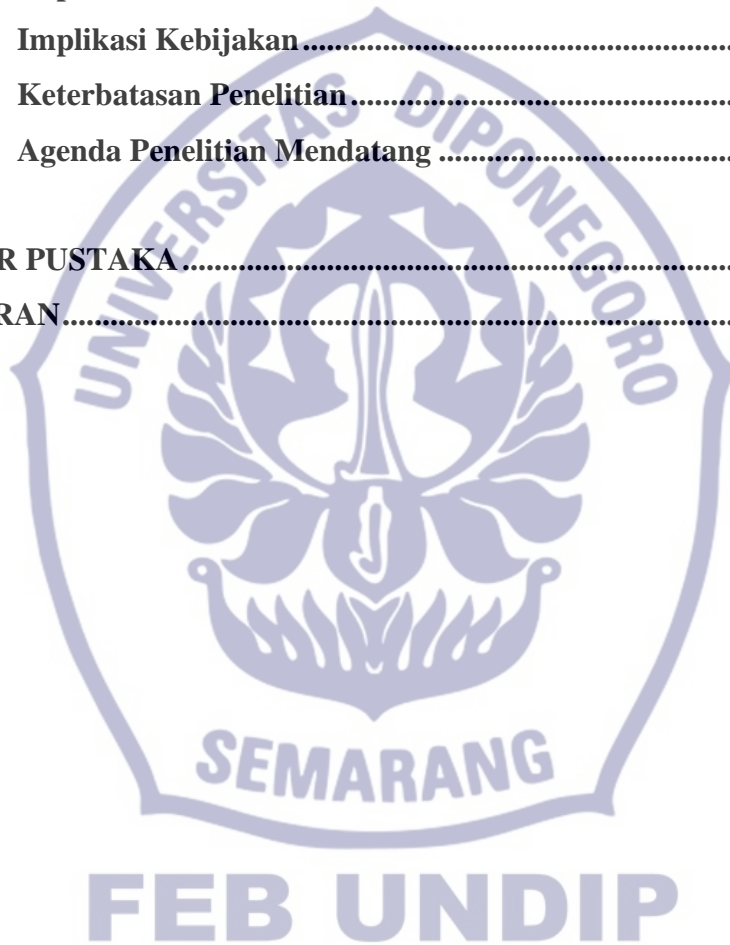 Implikasi Kebijakan
Keterbatasan Penelitian
Agenda Penelitian Mendatang
R PUSTAKA
RAN
UNIVERSITAS DIPONEGORO
SEMARANG
FEB UNDIP